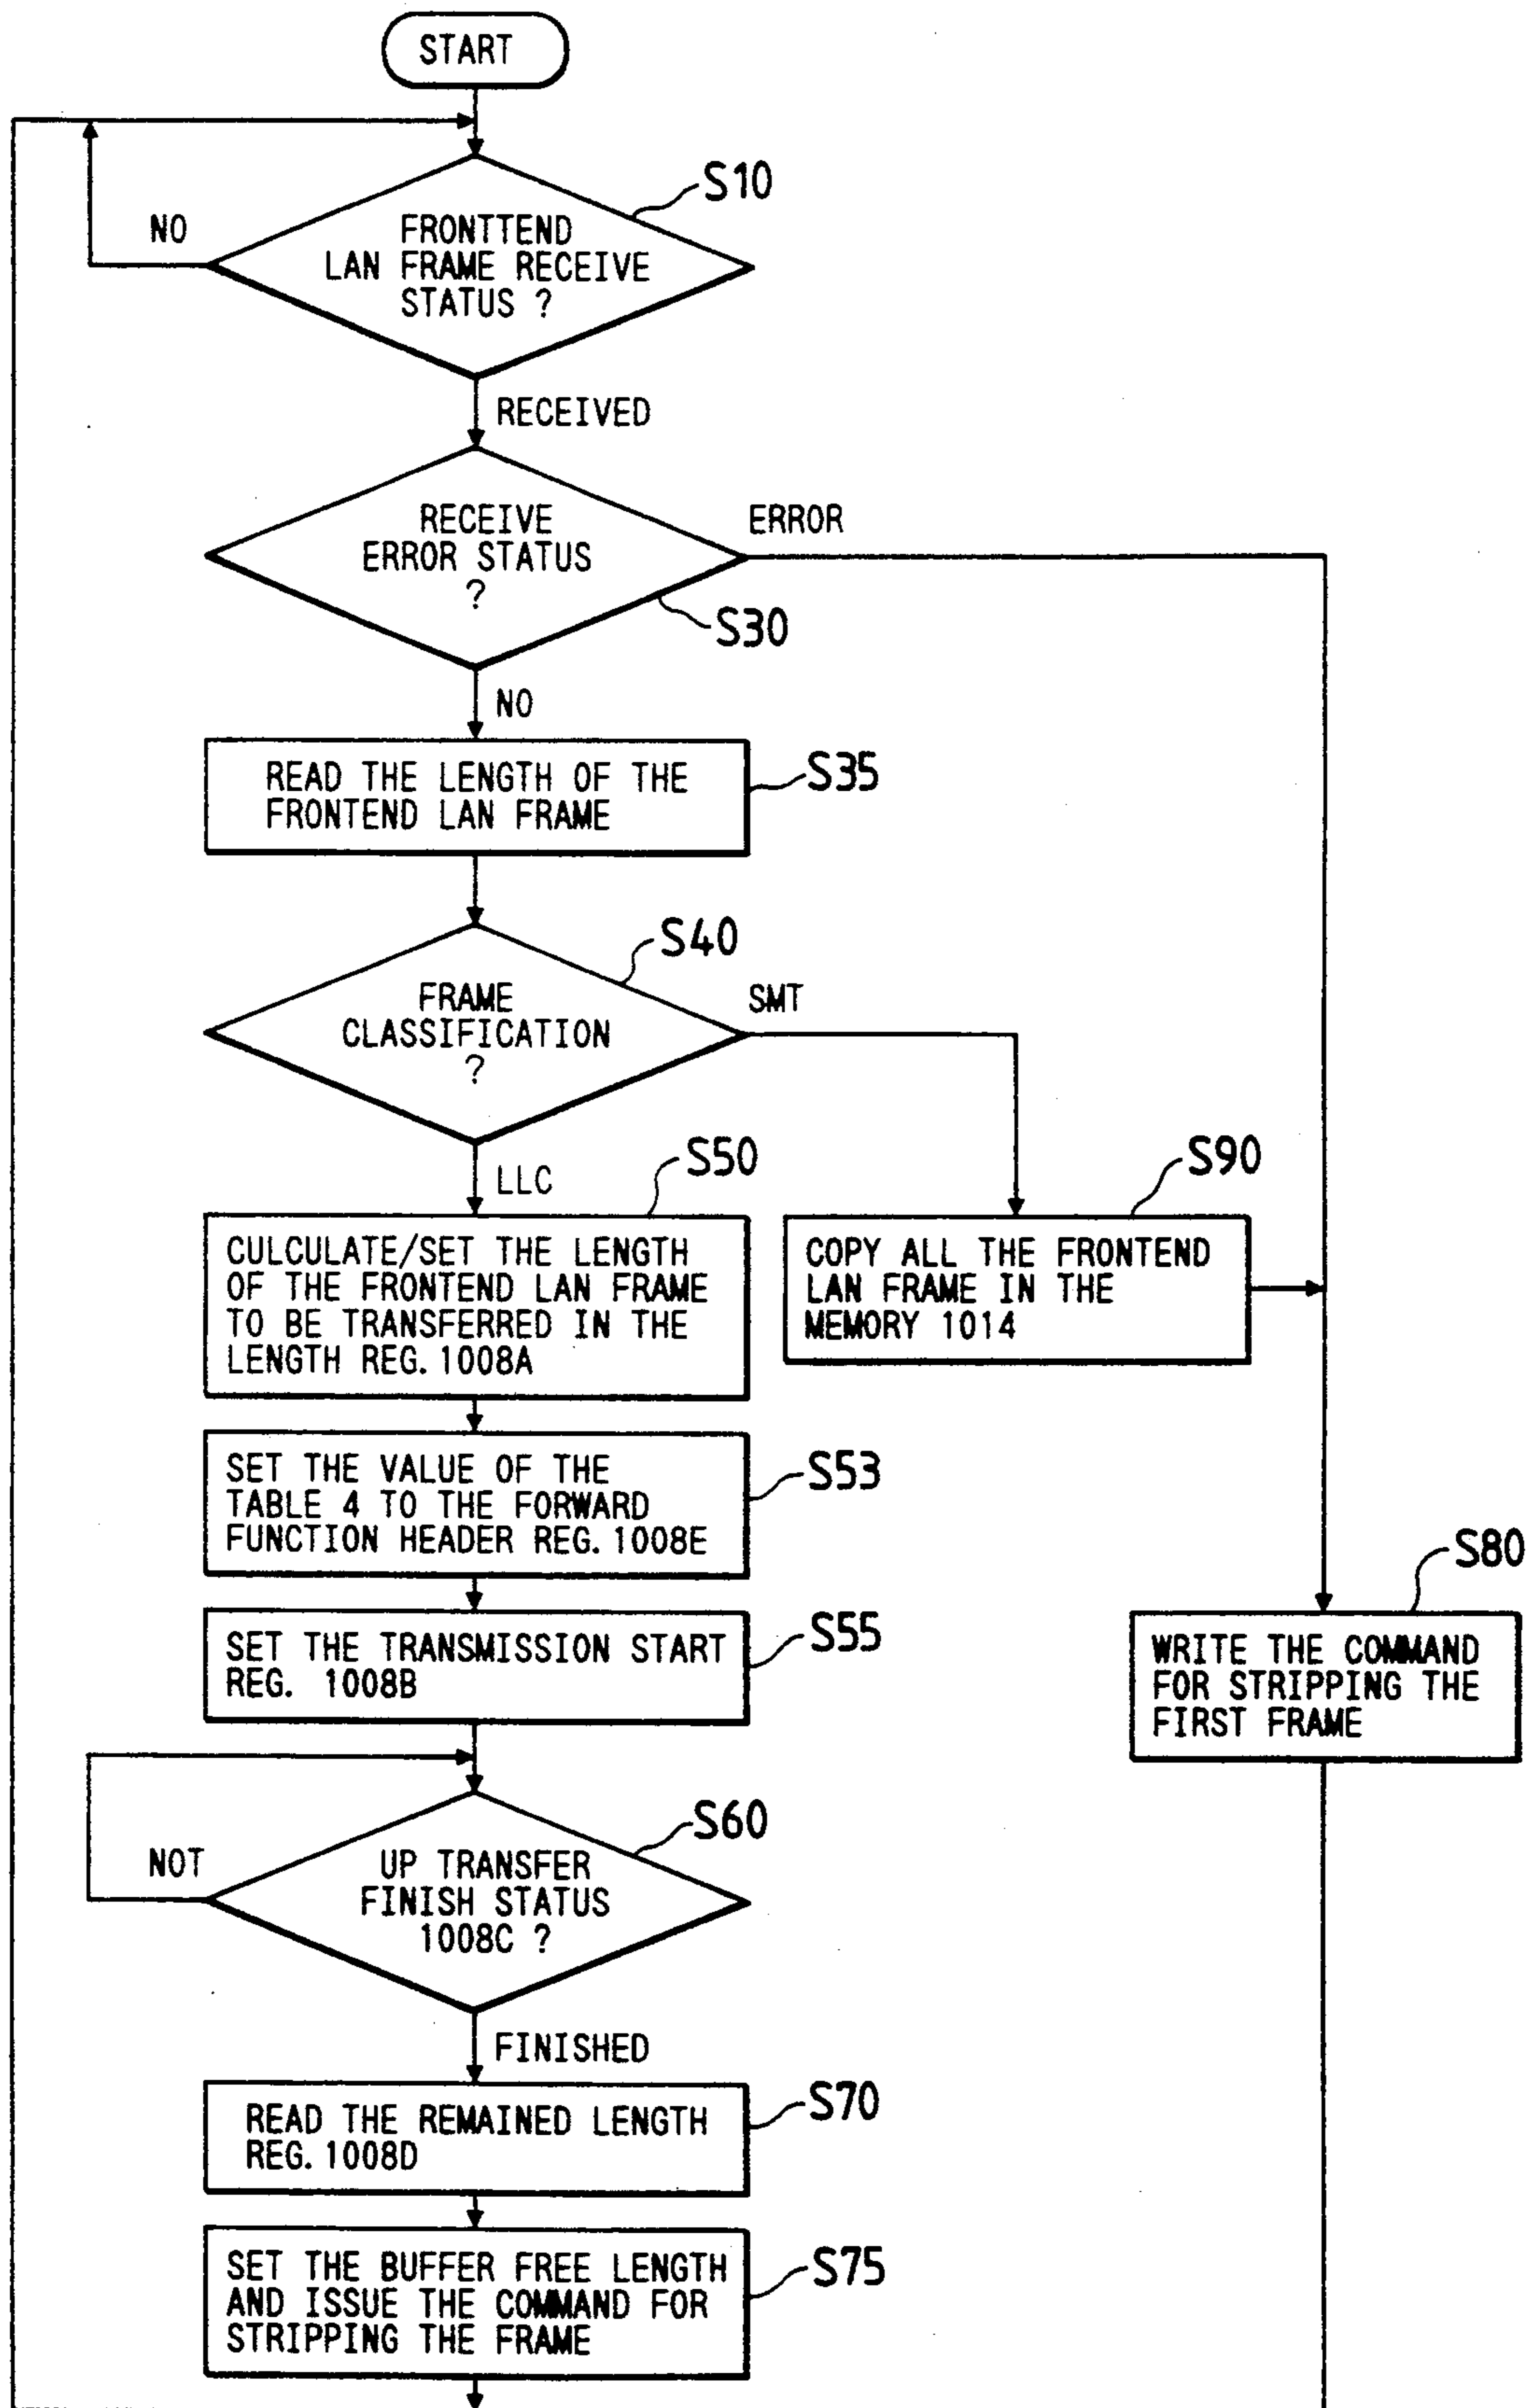 START
S10
NO
FRONTTEND
LAN FRAME RECEIVE
STATUS ?
RECEIVED
RECEIVE
ERROR STATUS
?
ERROR
S30
NO
READ THE LENGTH OF THE
FRONTEND LAN FRAME
S35
S40
FRAME
CLASSIFICATION
?
SMT
LLC
S50
S90
CULCULATE/SET THE LENGTH
OF THE FRONTEND LAN FRAME
TO BE TRANSFERRED IN THE
LENGTH REG. 1008A
COPY ALL THE FRONTEND
LAN FRAME IN THE
MEMORY 1014
SET THE VALUE OF THE
TABLE 4 TO THE FORWARD
FUNCTION HEADER REG. 1008E
S53
S80
SET THE TRANSMISSION START
REG. 1008B
S55
WRITE THE COMMAND
FOR STRIPPING THE
FIRST FRAME
S60
NOT
UP TRANSFER
FINISH STATUS
1008C ?
FINISHED
READ THE REMAINED LENGTH
REG. 1008D
S70
SET THE BUFFER FREE LENGTH
AND ISSUE THE COMMAND FOR
STRIPPING THE FRAME
S75